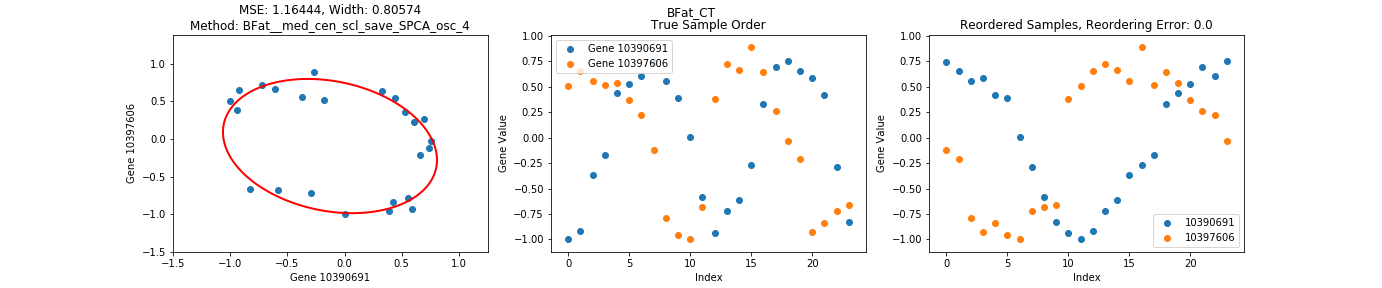 BFat_CT
MSE: 1.16444, Width: 0.80574
Method: BFat__med_cen_scl_save_SPCA_osc_4
Gene 10397606
1.0
0.5
0.0
−0.5
−1.0
−1.5
−1.5 −1.0 −0.5 0.0 0.5 1.0
Gene 10390691
True Sample Order
Gene Value
1.00
0.75
0.50
0.25
0.00
−0.25
−0.50
−0.75
−1.00
Gene 10390691
Gene 10397606
0 5 10 15 20
Index
Reordered Samples, Reordering Error: 0.0
Gene Value
1.00
0.75
0.50
0.25
0.00
−0.25
−0.50
−0.75
−1.00
10390691
10397606
0 5 10 15 20
Index